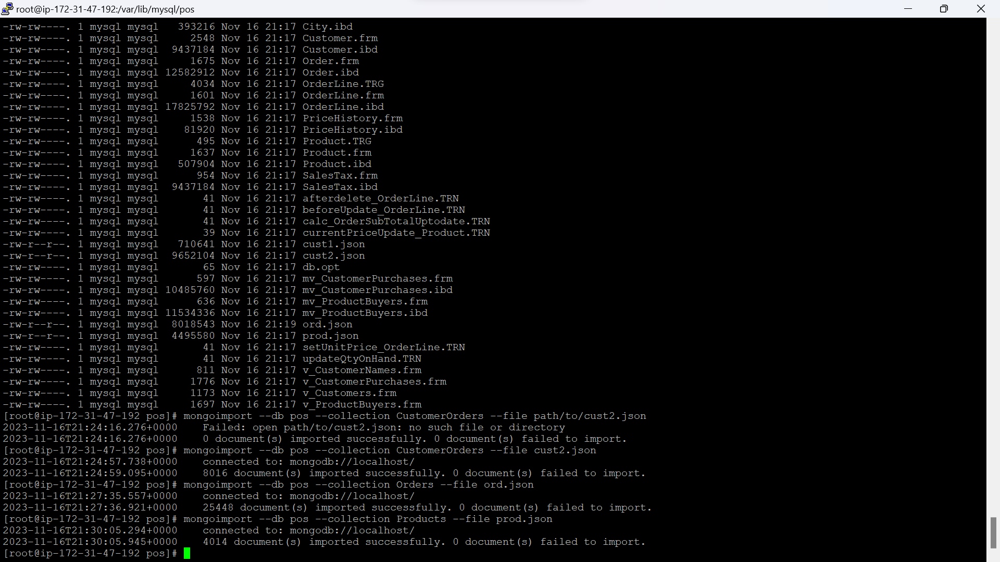 root@ip-172-31-47-192:/var/lib/mysql/pos
-rw-rw----. 1 mysql mysql   393216 Nov 16 21:17 City.ibd
-rw-rw----. 1 mysql mysql     2548 Nov 16 21:17 Customer.frm
-rw-rw----. 1 mysql mysql  9437184 Nov 16 21:17 Customer.ibd
-rw-rw----. 1 mysql mysql     1675 Nov 16 21:17 Order.frm
-rw-rw----. 1 mysql mysql 12582912 Nov 16 21:17 Order.ibd
-rw-rw----. 1 mysql mysql     4034 Nov 16 21:17 OrderLine.TRG
-rw-rw----. 1 mysql mysql     1601 Nov 16 21:17 OrderLine.frm
-rw-rw----. 1 mysql mysql 17825792 Nov 16 21:17 OrderLine.ibd
-rw-rw----. 1 mysql mysql     1538 Nov 16 21:17 PriceHistory.frm
-rw-rw----. 1 mysql mysql    81920 Nov 16 21:17 PriceHistory.ibd
-rw-rw----. 1 mysql mysql      495 Nov 16 21:17 Product.TRG
-rw-rw----. 1 mysql mysql     1637 Nov 16 21:17 Product.frm
-rw-rw----. 1 mysql mysql   507904 Nov 16 21:17 Product.ibd
-rw-rw----. 1 mysql mysql      954 Nov 16 21:17 SalesTax.frm
-rw-rw----. 1 mysql mysql  9437184 Nov 16 21:17 SalesTax.ibd
-rw-rw----. 1 mysql mysql       41 Nov 16 21:17 afterdelete_OrderLine.TRN
-rw-rw----. 1 mysql mysql       41 Nov 16 21:17 beforeUpdate_OrderLine.TRN
-rw-rw----. 1 mysql mysql       41 Nov 16 21:17 calc_OrderSubTotalUptodate.TRN
-rw-rw----. 1 mysql mysql       39 Nov 16 21:17 currentPriceUpdate_Product.TRN
-rw-r--r--. 1 mysql mysql   710641 Nov 16 21:17 cust1.json
-rw-r--r--. 1 mysql mysql  9652104 Nov 16 21:17 cust2.json
-rw-rw----. 1 mysql mysql       65 Nov 16 21:17 db.opt
-rw-rw----. 1 mysql mysql      597 Nov 16 21:17 mv_CustomerPurchases.frm
-rw-rw----. 1 mysql mysql 10485760 Nov 16 21:17 mv_CustomerPurchases.ibd
-rw-rw----. 1 mysql mysql      636 Nov 16 21:17 mv_ProductBuyers.frm
-rw-rw----. 1 mysql mysql 11534336 Nov 16 21:17 mv_ProductBuyers.ibd
-rw-r--r--. 1 mysql mysql  8018543 Nov 16 21:19 ord.json
-rw-r--r--. 1 mysql mysql  4495580 Nov 16 21:17 prod.json
-rw-rw----. 1 mysql mysql       41 Nov 16 21:17 setUnitPrice_OrderLine.TRN
-rw-rw----. 1 mysql mysql       41 Nov 16 21:17 updateQtyOnHand.TRN
-rw-rw----. 1 mysql mysql      811 Nov 16 21:17 v_CustomerNames.frm
-rw-rw----. 1 mysql mysql     1776 Nov 16 21:17 v_CustomerPurchases.frm
-rw-rw----. 1 mysql mysql     1173 Nov 16 21:17 v_Customers.frm
-rw-rw----. 1 mysql mysql     1697 Nov 16 21:17 v_ProductBuyers.frm
[root@ip-172-31-47-192 pos]# mongoimport --db pos --collection CustomerOrders --file path/to/cust2.json
2023-11-16T21:24:16.276+0000    Failed: open path/to/cust2.json: no such file or directory
2023-11-16T21:24:16.276+0000    0 document(s) imported successfully. 0 document(s) failed to import.
[root@ip-172-31-47-192 pos]# mongoimport --db pos --collection CustomerOrders --file cust2.json
2023-11-16T21:24:57.738+0000    connected to: mongodb://localhost/
2023-11-16T21:24:59.095+0000    8016 document(s) imported successfully. 0 document(s) failed to import.
[root@ip-172-31-47-192 pos]# mongoimport --db pos --collection Orders --file ord.json
2023-11-16T21:27:35.557+0000    connected to: mongodb://localhost/
2023-11-16T21:27:36.921+0000    25448 document(s) imported successfully. 0 document(s) failed to import.
[root@ip-172-31-47-192 pos]# mongoimport --db pos --collection Products --file prod.json
2023-11-16T21:30:05.294+0000    connected to: mongodb://localhost/
2023-11-16T21:30:05.945+0000    4014 document(s) imported successfully. 0 document(s) failed to import.
[root@ip-172-31-47-192 pos]#